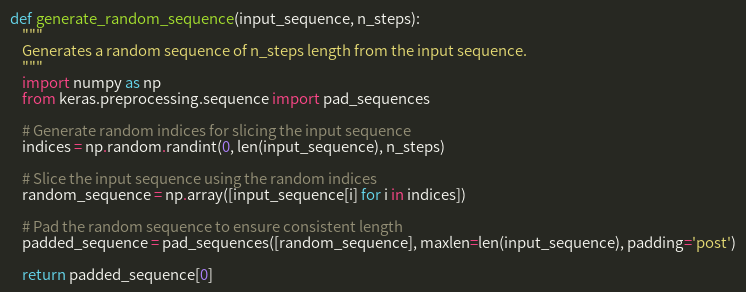 def generate_random_sequence(input_sequence, n_steps):
"""
Generates a random sequence of n_steps length from the input sequence.
"""
import numpy as np
from keras.preprocessing.sequence import pad_sequences
# Generate random indices for slicing the input sequence
indices = np.random.randint(0, len(input_sequence), n_steps)
# Slice the input sequence using the random indices
random_sequence = np.array([input_sequence[i] for i in indices])
# Pad the random sequence to ensure consistent length
padded_sequence = pad_sequences([random_sequence], maxlen=len(input_sequence), padding='post')
return padded_sequence[0]